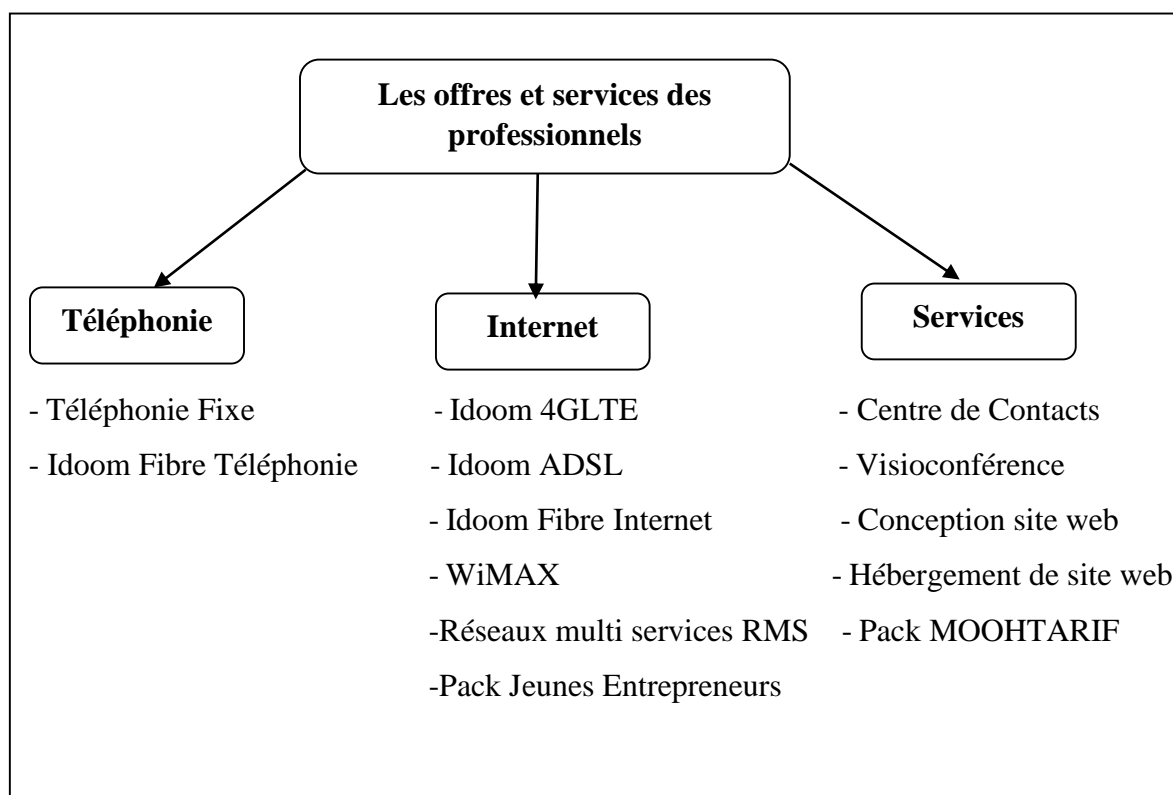 Les offres et services des
professionnels
Téléphonie
- Téléphonie Fixe
- Idoom Fibre Téléphonie
Internet
- Idoom 4GLTE
- Idoom ADSL
- Idoom Fibre Internet
- WiMAX
-Réseaux multi services RMS
-Pack Jeunes Entrepreneurs
Services
- Centre de Contacts
- Visioconférence
- Conception site web
- Hébergement de site web
- Pack MOOHTARIF